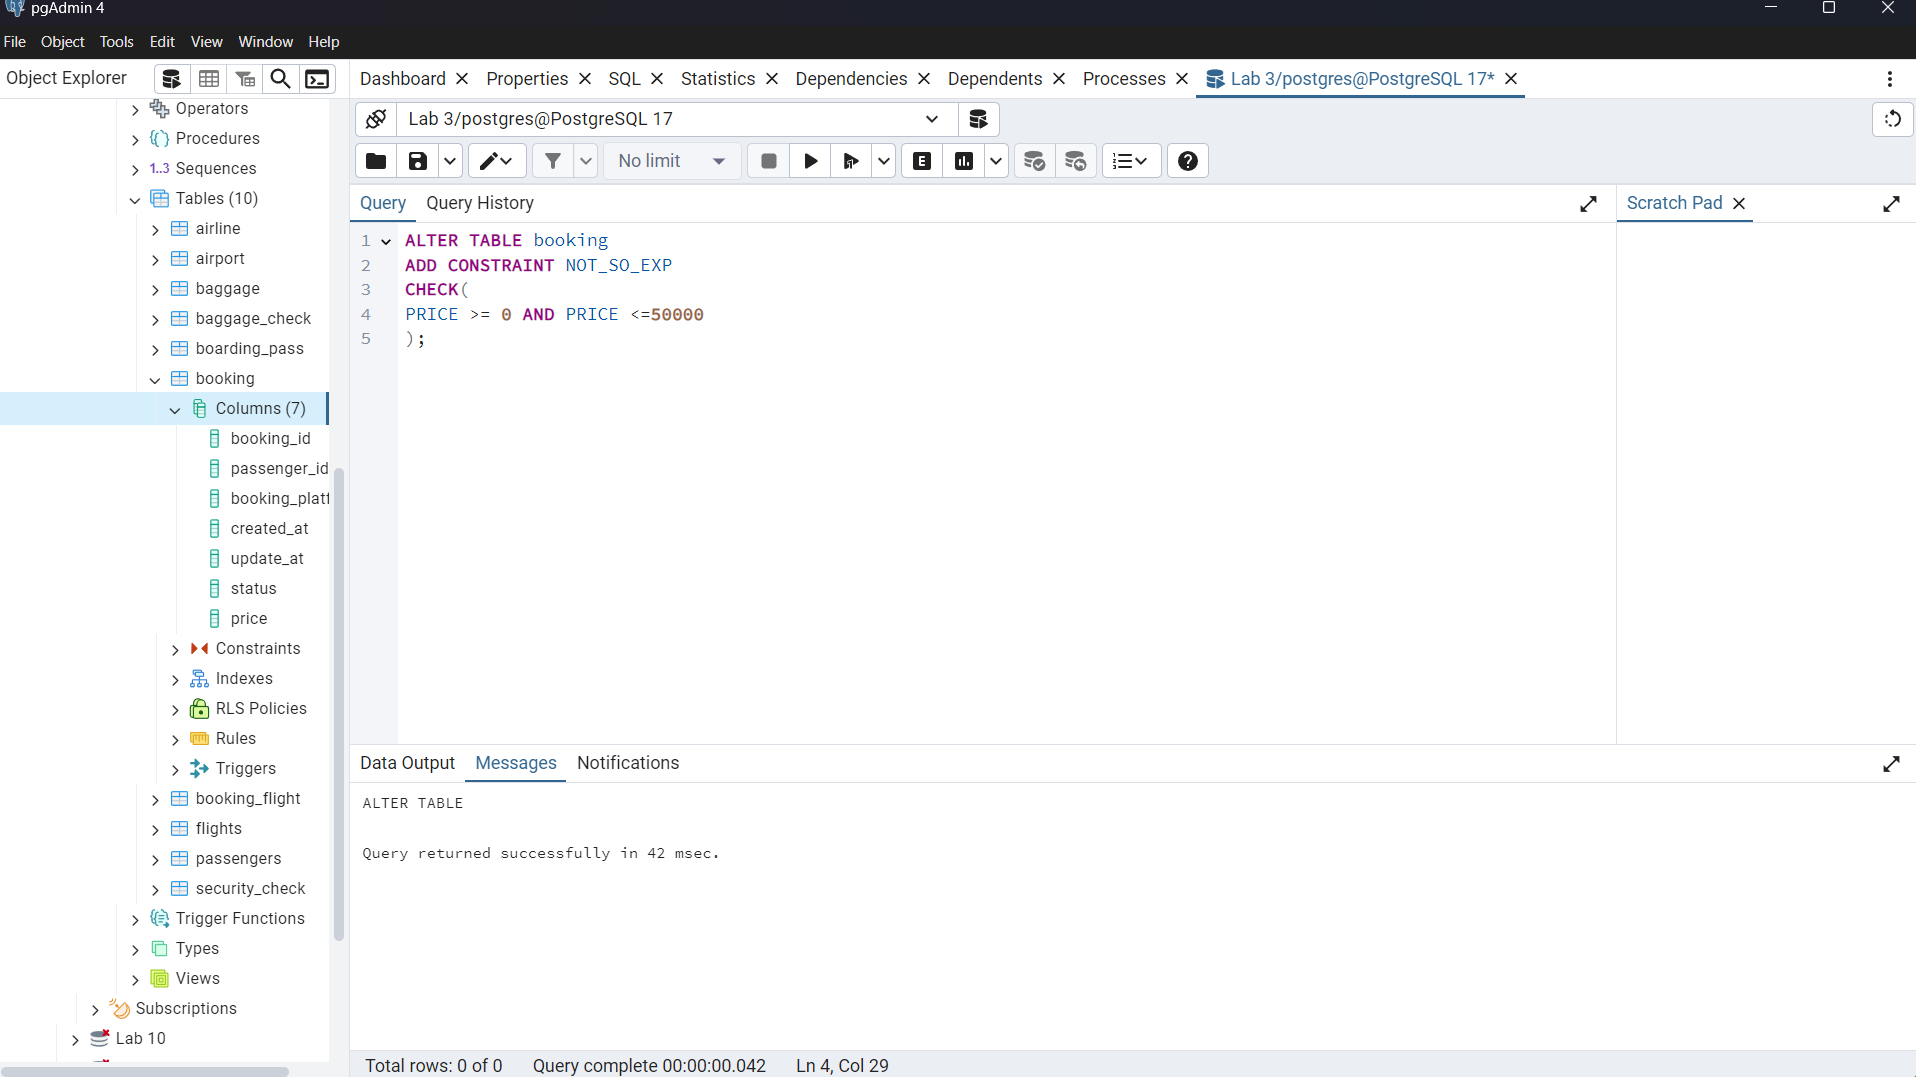 pgAdmin 4
File Object Tools Edit View Window Help
Object Explorer
Dashboard Properties SQL Statistics Dependencies Dependents Processes Lab 3/postgres@PostgreSQL 17*
Lab 3/postgres@PostgreSQL 17
No limit
E
Query Query History
Scratch Pad
1 ALTER TABLE booking
2 ADD CONSTRAINT NOT_SO_EXP
3 CHECK(
4 PRICE >= 0 AND PRICE <=50000
5 );
Operators
Procedures
1..3 Sequences
Tables (10)
airline
airport
baggage
baggage_check
boarding_pass
booking
Columns (7)
booking_id
passenger_id
booking_platf
created_at
update_at
status
price
Constraints
Indexes
RLS Policies
Rules
Triggers
booking_flight
flights
passengers
security_check
Trigger Functions
Types
Views
Subscriptions
Lab 10
Data Output Messages Notifications
ALTER TABLE
Query returned successfully in 42 msec.
Total rows: 0 of 0 Query complete 00:00:00.042 Ln 4, Col 29